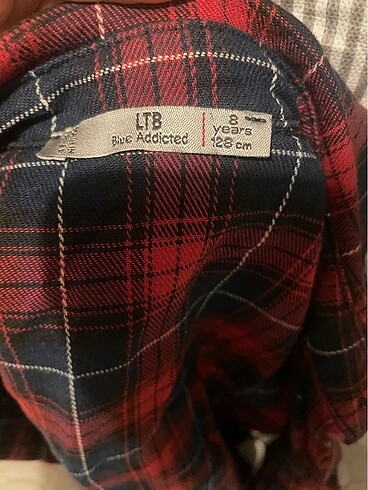 LTB
Blue Addicted
8
years
128 cm